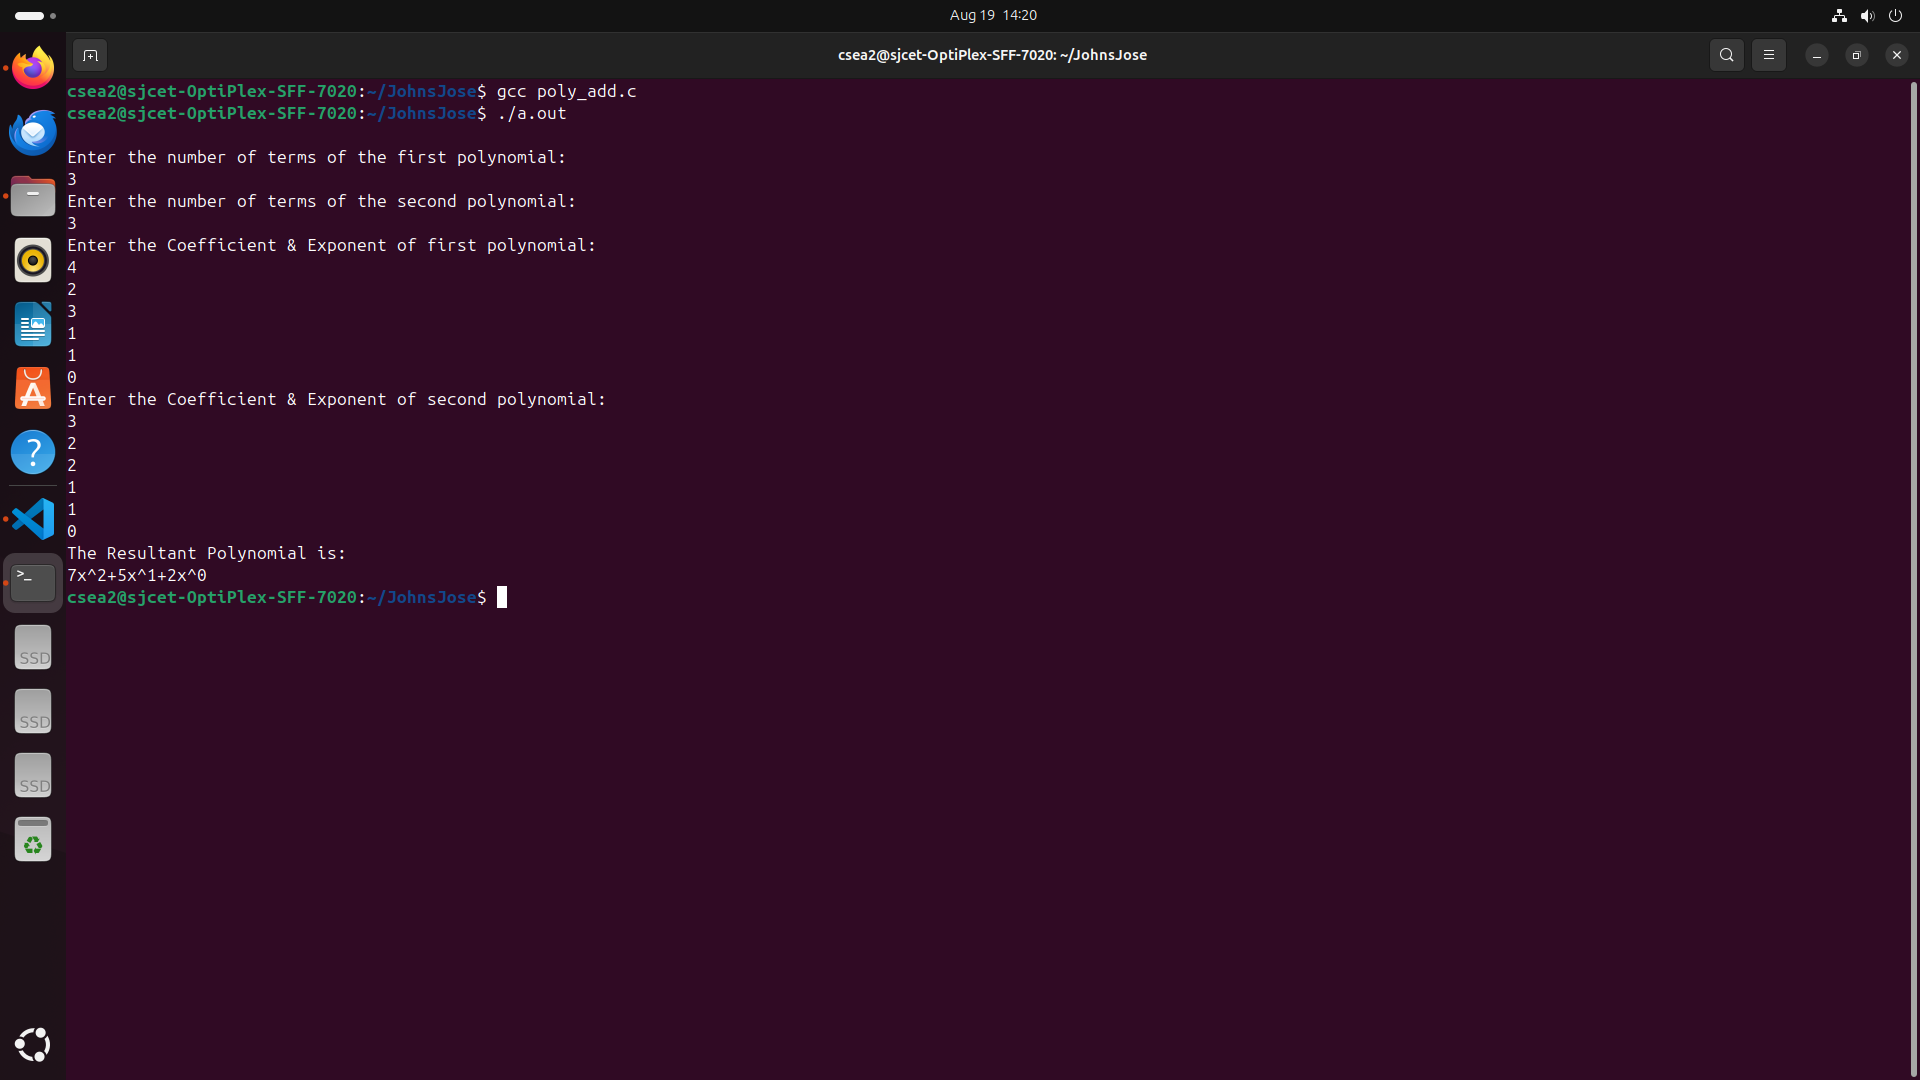 Aug 19 14:20
csea2@sjcet-OptiPlex-SFF-7020: ~/JohnsJose
csea2@sjcet-OptiPlex-SFF-7020:~/JohnsJose$ gcc poly_add.c
csea2@sjcet-OptiPlex-SFF-7020:~/JohnsJose$ ./a.out
Enter the number of terms of the first polynomial:
3
Enter the number of terms of the second polynomial:
3
Enter the Coefficient & Exponent of first polynomial:
4
2
3
1
1
0
Enter the Coefficient & Exponent of second polynomial:
3
2
2
1
1
0
The Resultant Polynomial is:
7x^2+5x^1+2x^0
csea2@sjcet-OptiPlex-SFF-7020:~/JohnsJose$
?
>_
SSD
SSD
SSD